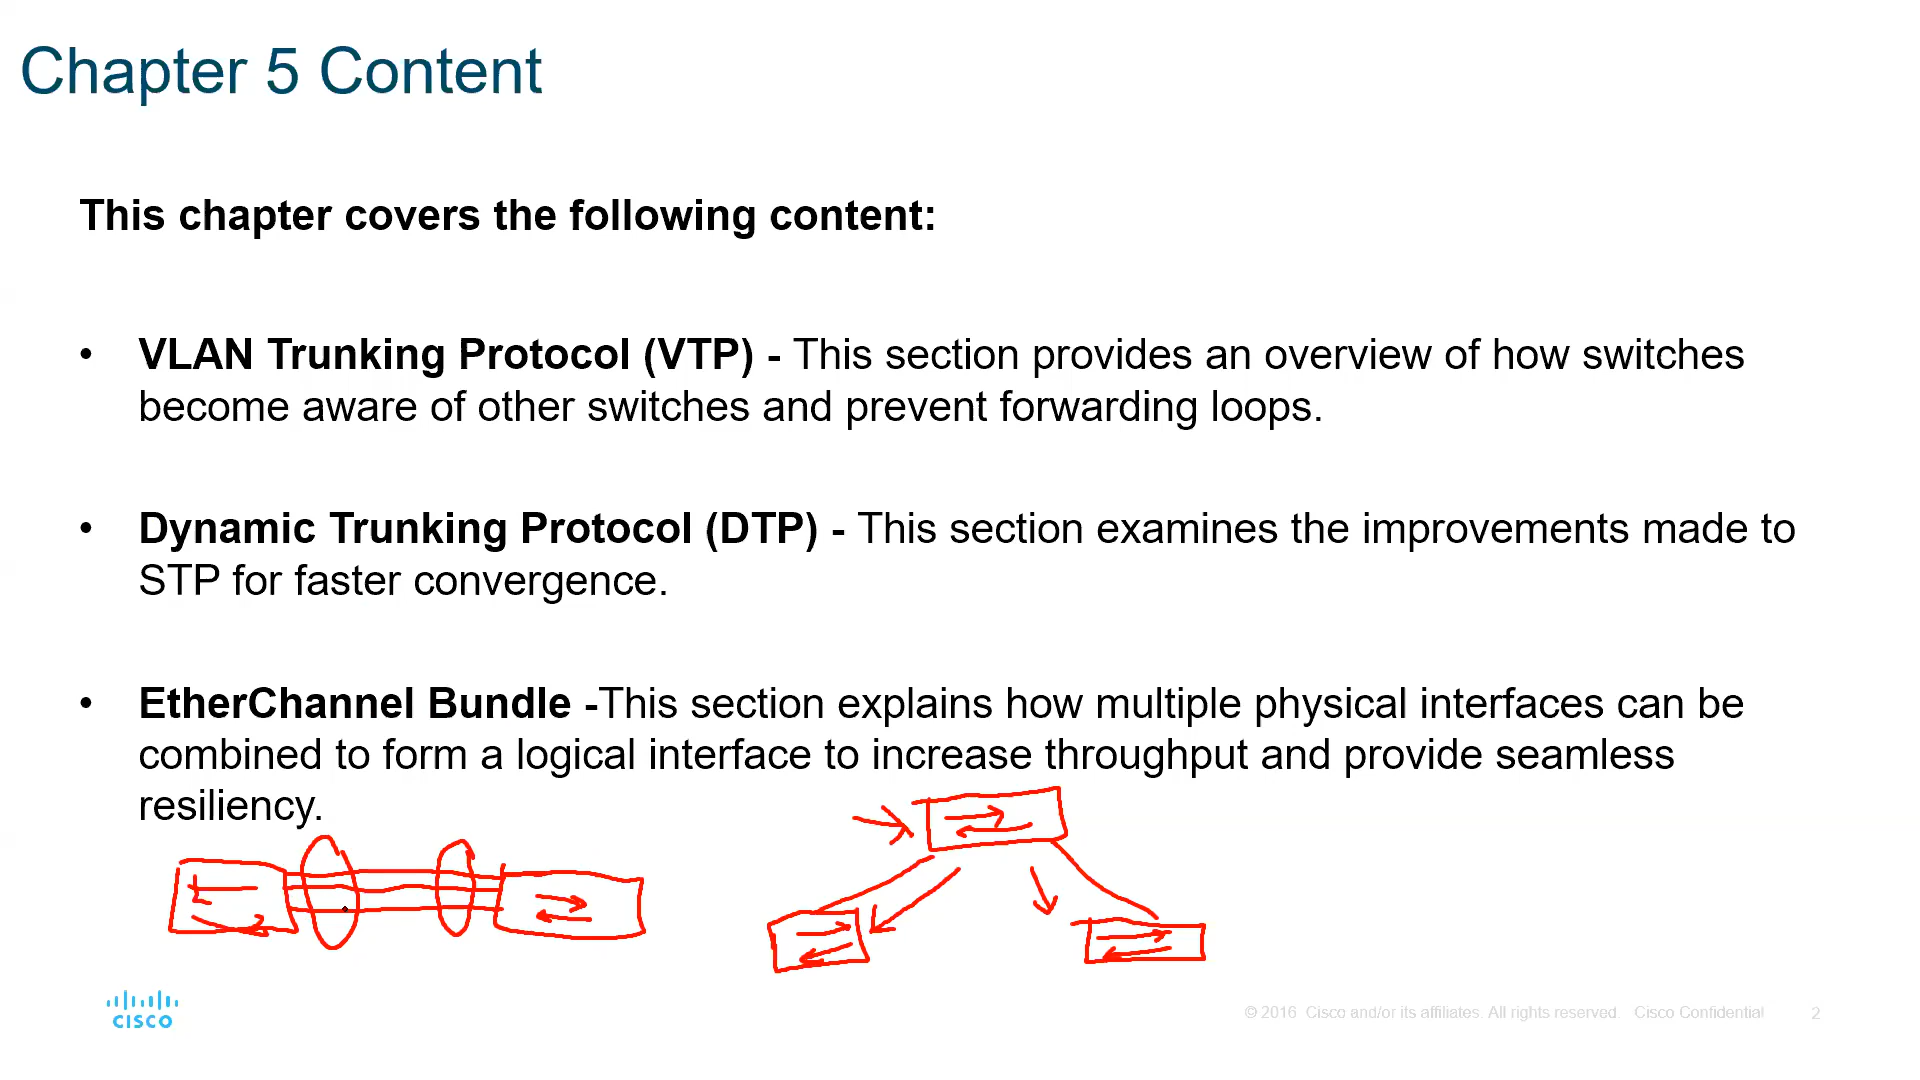 Chapter 5 Content
This chapter covers the following content:
• VLAN Trunking Protocol (VTP) - This section provides an overview of how switches
become aware of other switches and prevent forwarding loops.
• Dynamic Trunking Protocol (DTP) - This section examines the improvements made to
STP for faster convergence.
• EtherChannel Bundle -This section explains how multiple physical interfaces can be
combined to form a logical interface to increase throughput and provide seamless
resiliency.
CISCO
© 2016 Cisco and/or its affiliates. All rights reserved. Cisco Confidential 2